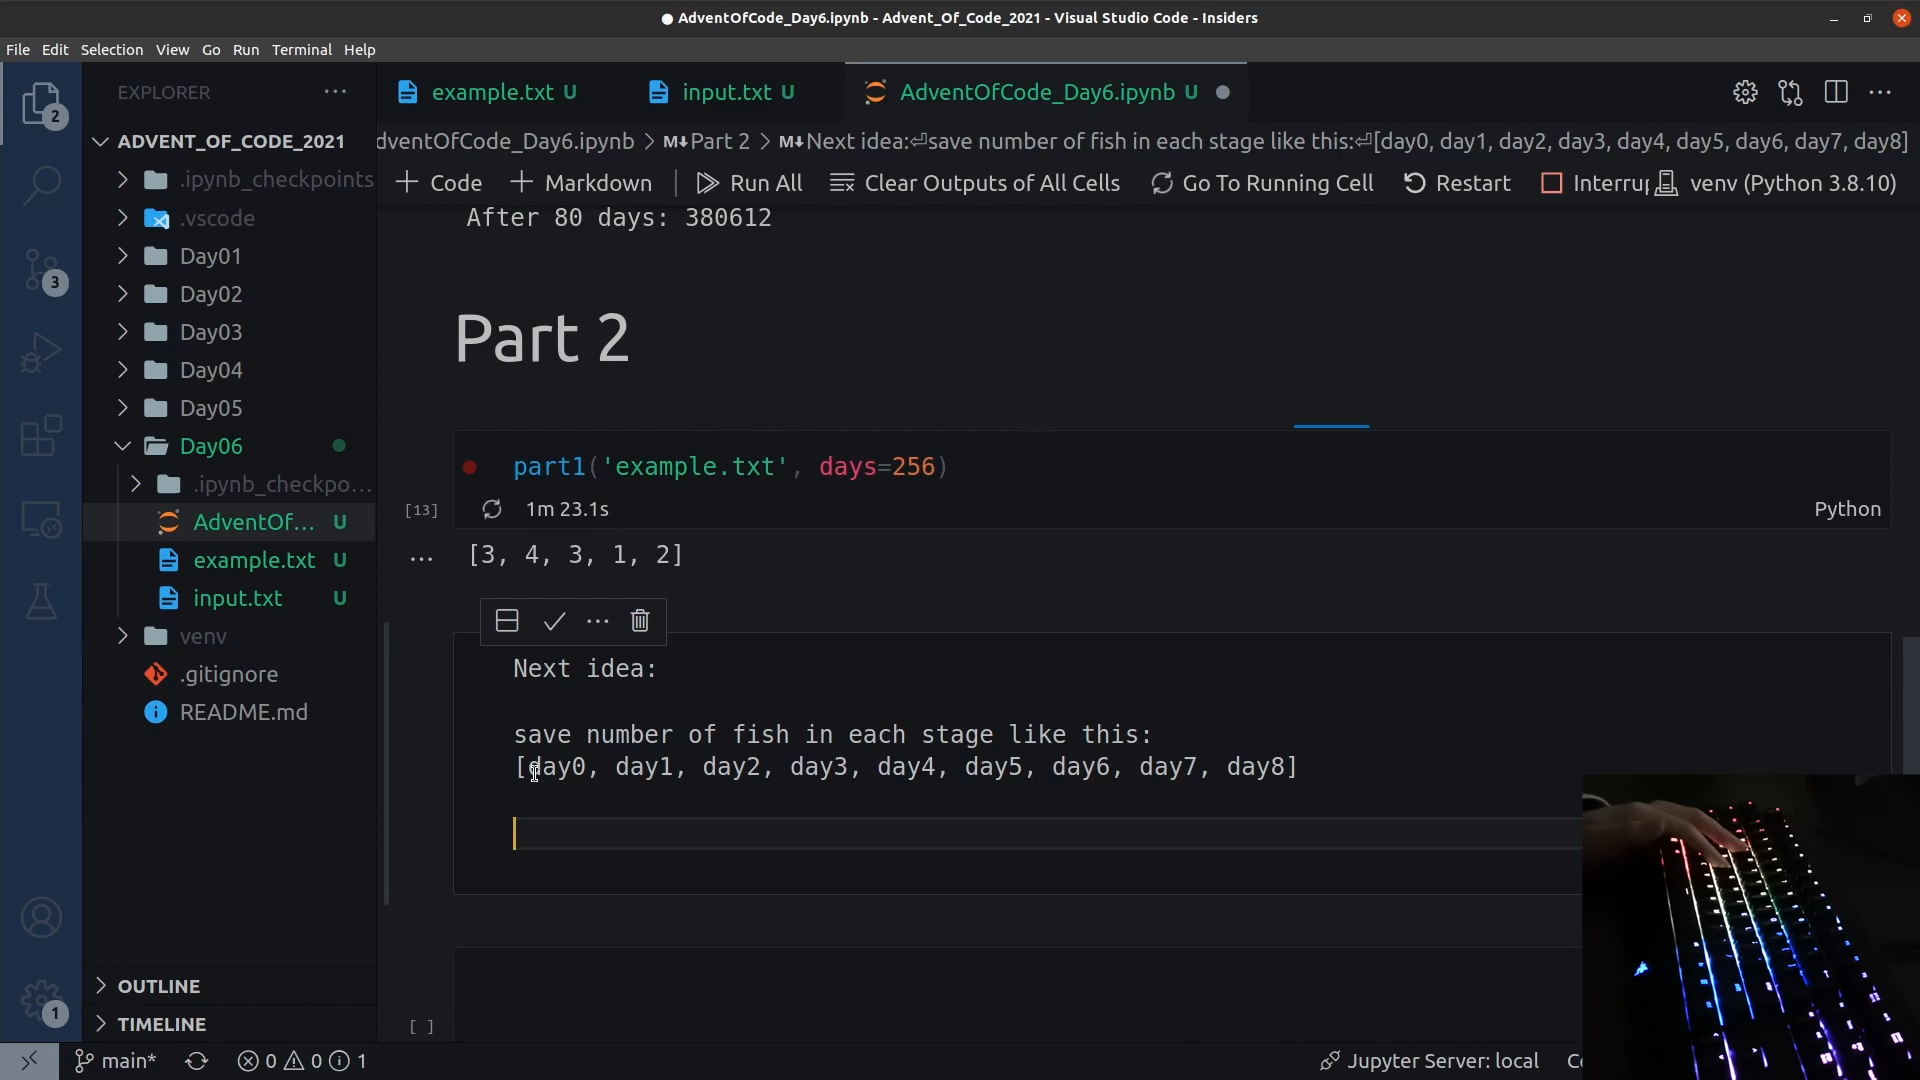 ● AdventOfCode_Day6.ipynb - Advent_Of_Code_2021 - Visual Studio Code - Insiders
File Edit Selection View Go Run Terminal Help
EXPLORER
example.txt U
input.txt U
AdventOfCode_Day6.ipynb U
2
ADVENT_OF_CODE_2021
dventOfCode_Day6.ipynb > M↓Part 2 > M↓Next idea:⏎save number of fish in each stage like this:⏎[day0, day1, day2, day3, day4, day5, day6, day7, day8]
+ Code + Markdown | Run All Clear Outputs of All Cells Go To Running Cell Restart Interru venv (Python 3.8.10)
.ipynb_checkpoints
.vscode
Day01
Day02
Day03
Day04
Day05
Day06
.ipynb_checkpo...
AdventOf... U
example.txt U
input.txt U
venv
.gitignore
README.md
3
After 80 days: 380612
Part 2
part1('example.txt', days=256)
[13]
1m 23.1s
Python
[3, 4, 3, 1, 2]
Next idea:
save number of fish in each stage like this:
[day0, day1, day2, day3, day4, day5, day6, day7, day8]
[ ]
OUTLINE
1
TIMELINE
main* 0 0 1
Jupyter Server: local